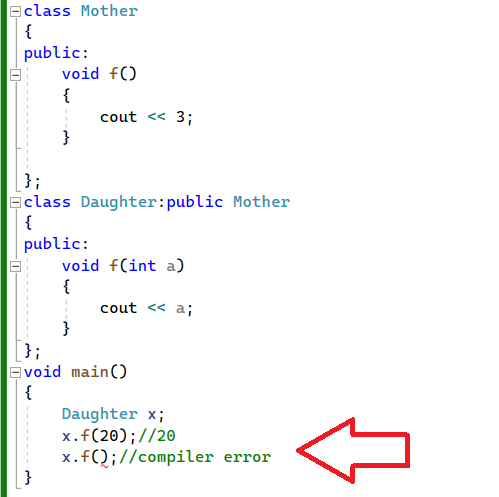 class Mother
{
public:
    void f()
    {
        cout << 3;
    }
};
class Daughter:public Mother
{
public:
    void f(int a)
    {
        cout << a;
    }
};
void main()
{
    Daughter x;
    x.f(20);//20
    x.f();//compiler error
}